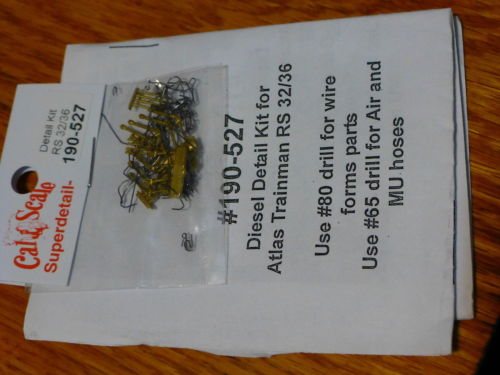 Detail Kit
RS 32/36
190-527
Cal Scale
Superdetail-
#190-527
Diesel Detail Kit for
Atlas Trainman RS 32/36
Use #80 drill for wire
forms parts
Use #65 drill for Air and
MU hoses